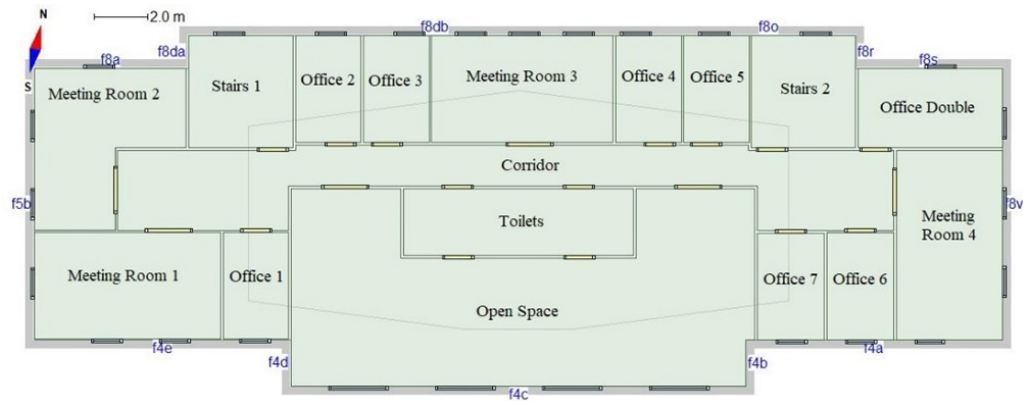 N
2.0 m
S
f8a
f8da
f8db
f8o
f8r
f8s
Meeting Room 2
Stairs 1
Office 2
Office 3
Meeting Room 3
Office 4
Office 5
Stairs 2
Office Double
Corridor
f5b
Toilets
Meeting
Room 4
f8v
Meeting Room 1
Office 1
Open Space
Office 7
Office 6
f4e
f4d
f4c
f4b
f4a